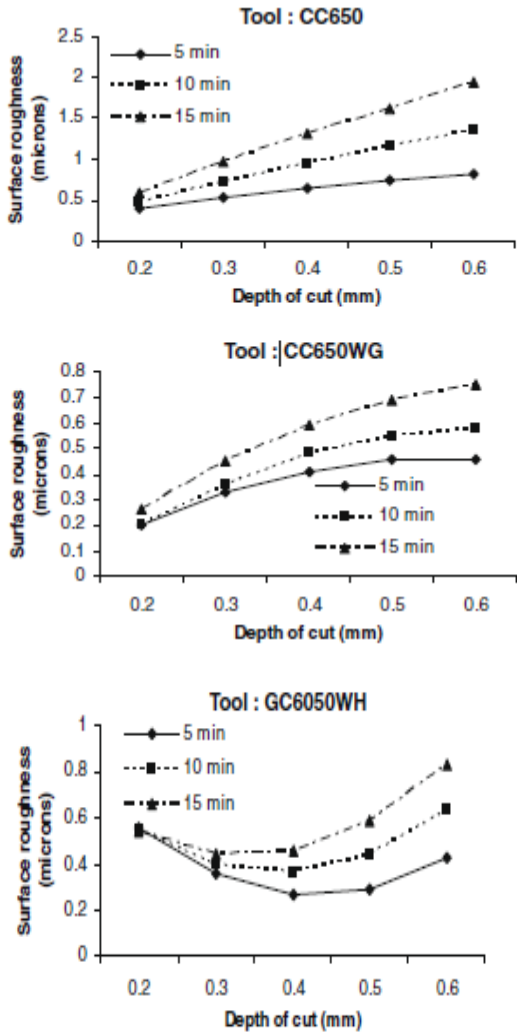 Tool : CC650
2.5
2
1.5
1
0.5
0
5 min
10 min
15 min
Surface roughness
(microns)
0.2 0.3 0.4 0.5 0.6
Depth of cut (mm)
Tool : CC650WG
0.8
0.7
0.6
0.5
0.4
0.3
0.2
0.1
0
5 min
10 min
15 min
Surface roughness
(microns)
0.2 0.3 0.4 0.5 0.6
Depth of cut (mm)
Tool : GC6050WH
1
0.8
0.6
0.4
0.2
0
5 min
10 min
15 min
Surface roughness
(microns)
0.2 0.3 0.4 0.5 0.6
Depth of cut (mm)